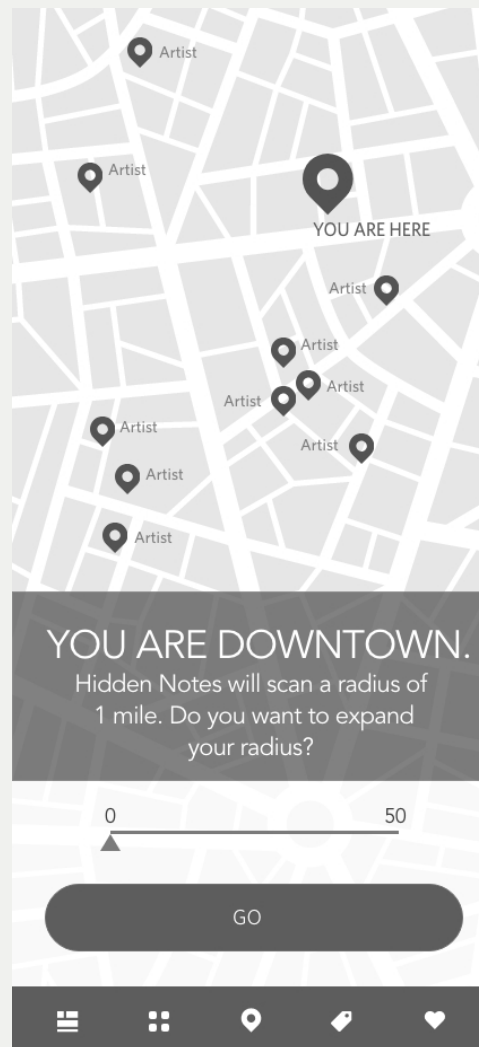 Artist
Artist
YOU ARE HERE
Artist
Artist
Artist
Artist
Artist
Artist
Artist
Artist
YOU ARE DOWNTOWN.
Hidden Notes will scan a radius of
1 mile. Do you want to expand
your radius?
0 50
GO